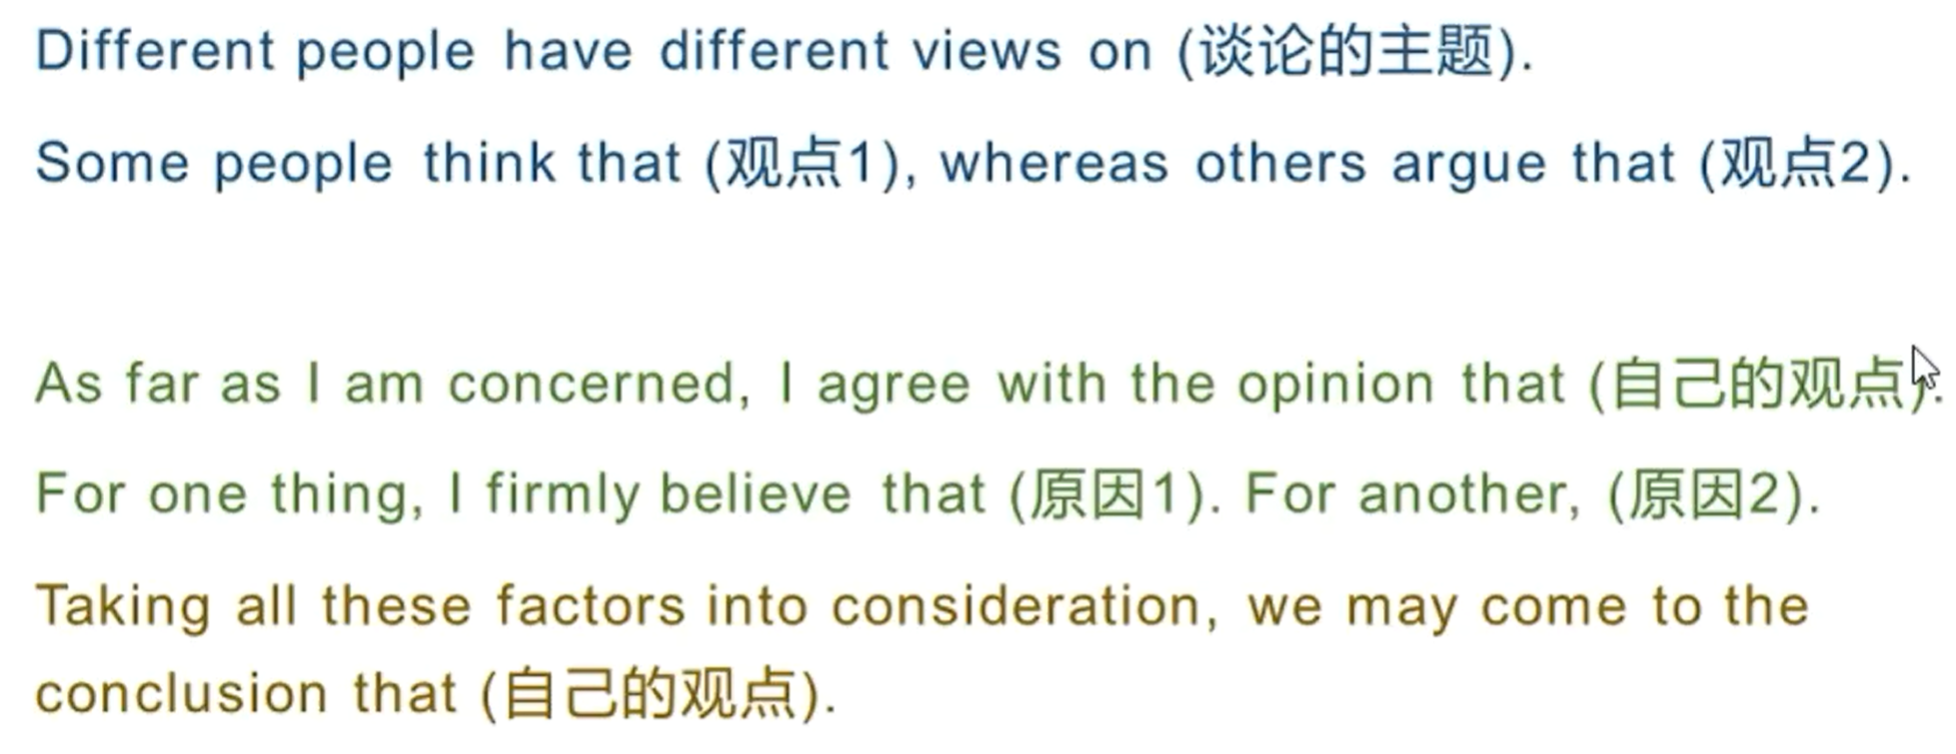 Different people have different views on (谈论的主题).
Some people think that (观点1), whereas others argue that (观点2).
As far as I am concerned, I agree with the opinion that (自己的观点).
For one thing, I firmly believe that (原因1). For another, (原因2).
Taking all these factors into consideration, we may come to the
conclusion that (自己的观点).